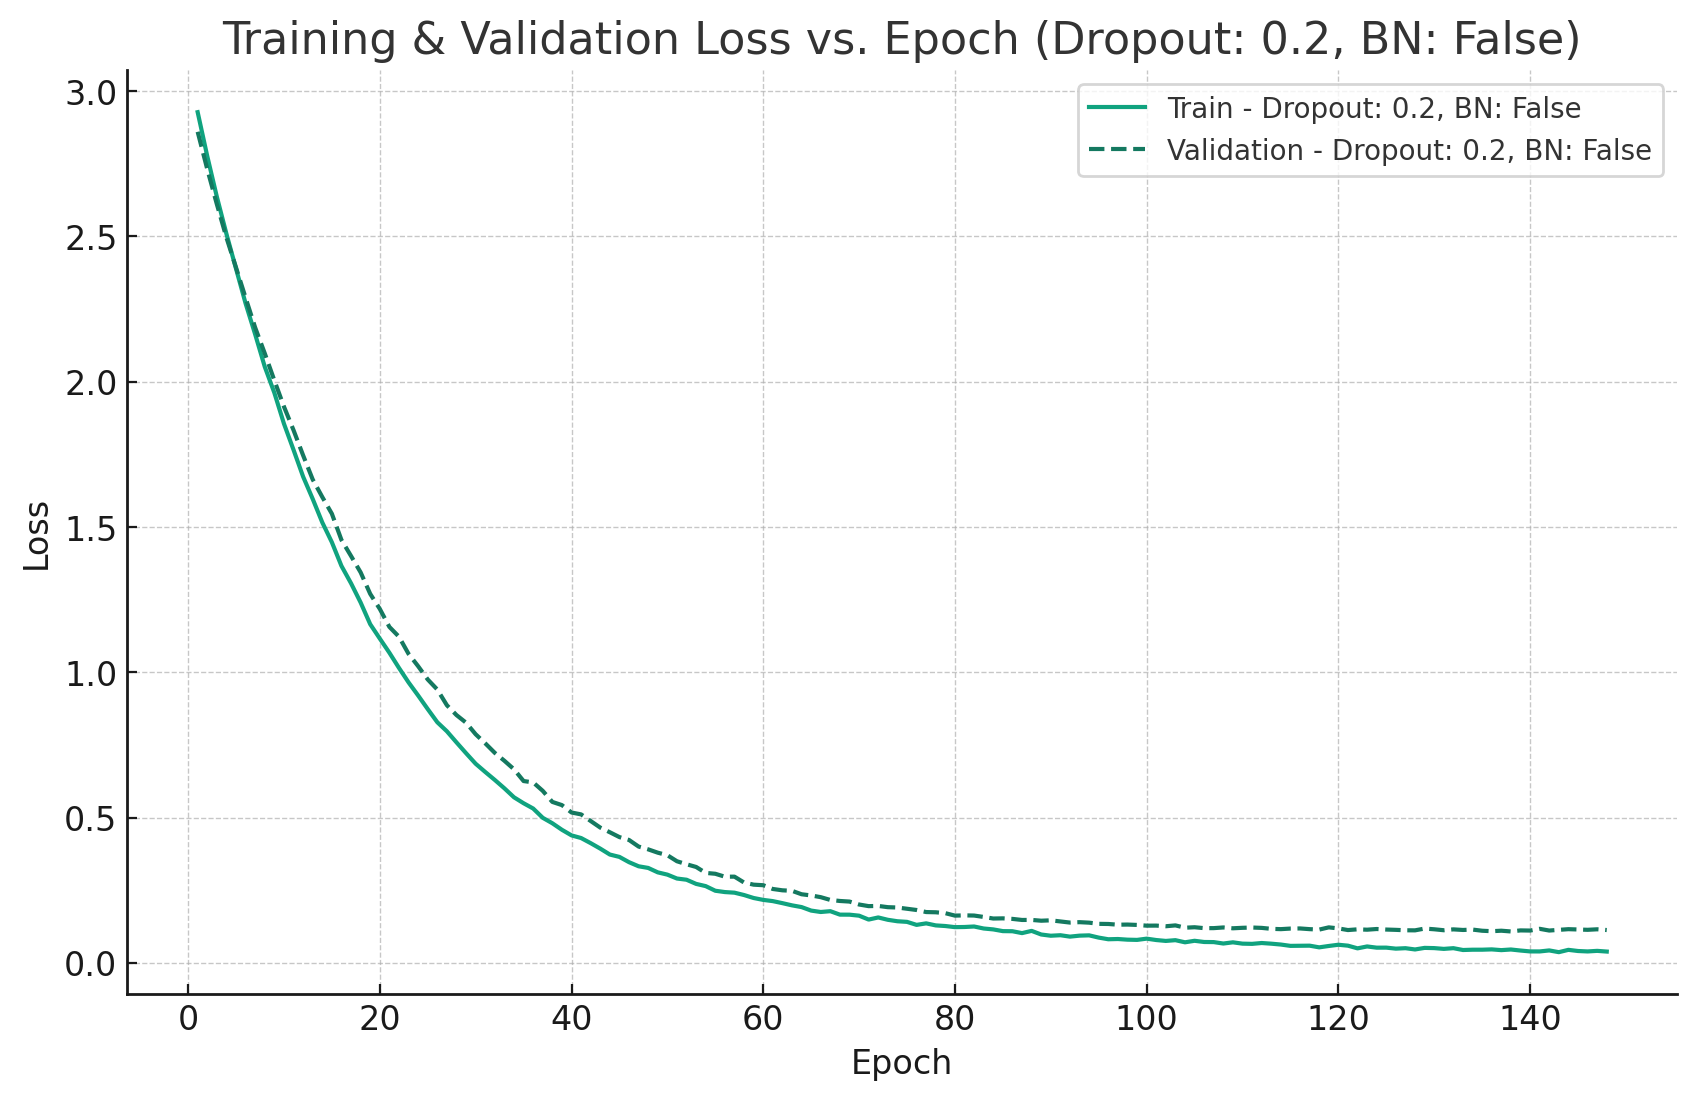 Training & Validation Loss vs. Epoch (Dropout: 0.2, BN: False)
Train - Dropout: 0.2, BN: False
Validation - Dropout: 0.2, BN: False
3.0
2.5
2.0
1.5
1.0
0.5
0.0
Loss
0 20 40 60 80 100 120 140
Epoch